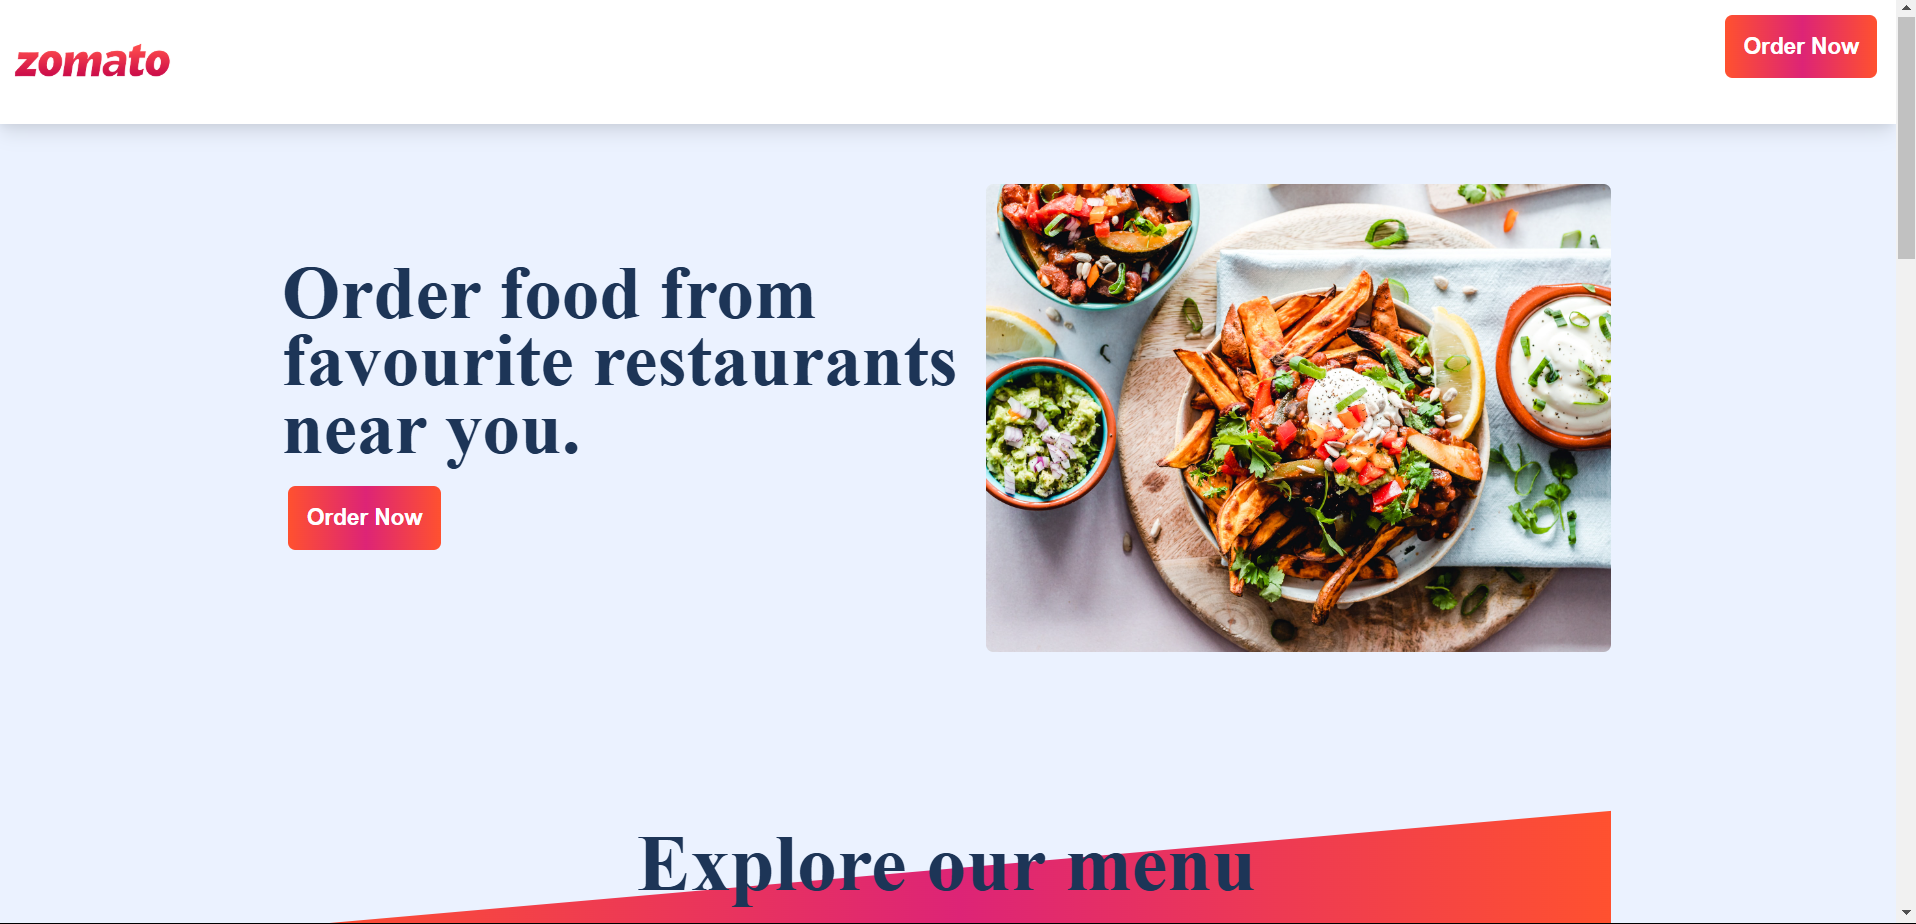 zomato
Order Now
Order food from
favourite restaurants
near you.
Order Now
Explore our menu